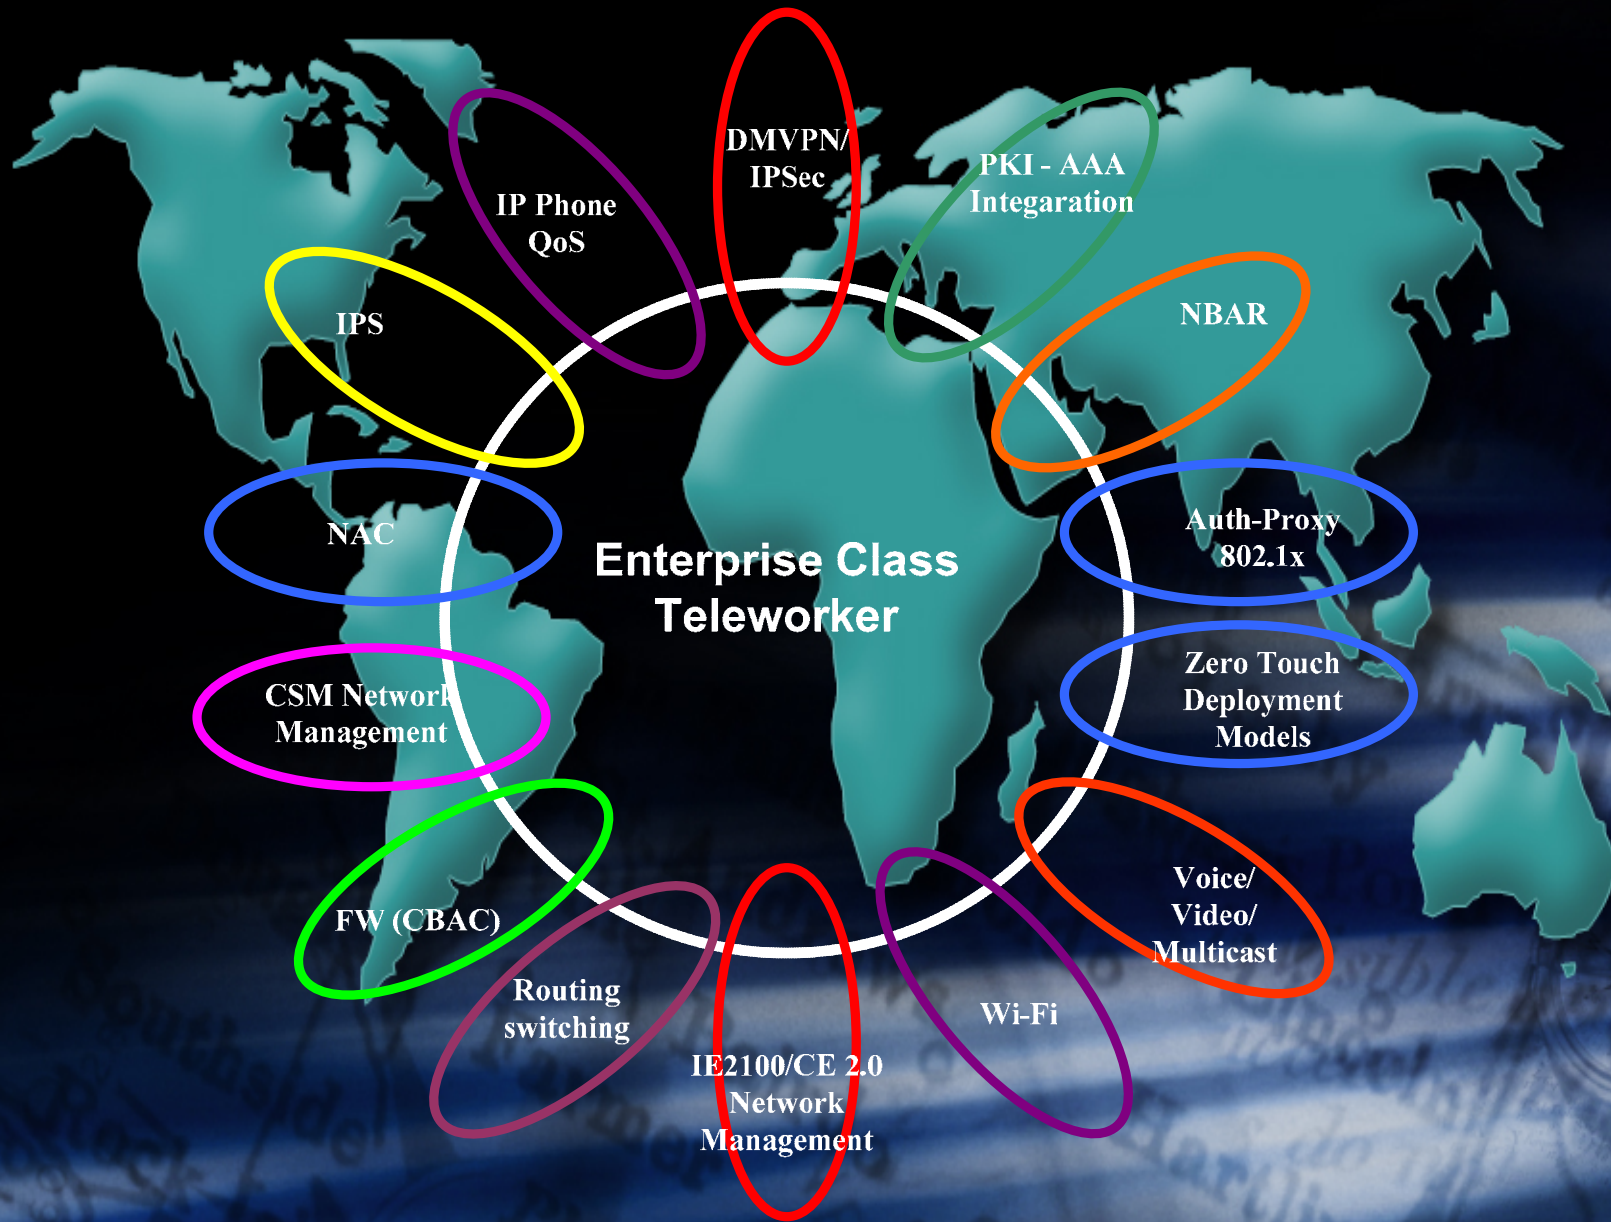 DMVPN/
IPSec
PKI - AAA
Integaration
IP Phone
QoS
NBAR
IPS
Auth-Proxy
802.1x
NAC
Enterprise Class
Teleworker
Zero Touch
Deployment
Models
CSM Network
Management
Voice/
Video/
Multicast
FW (CBAC)
Routing
switching
Wi-Fi
IE2100/CE 2.0
Network
Management